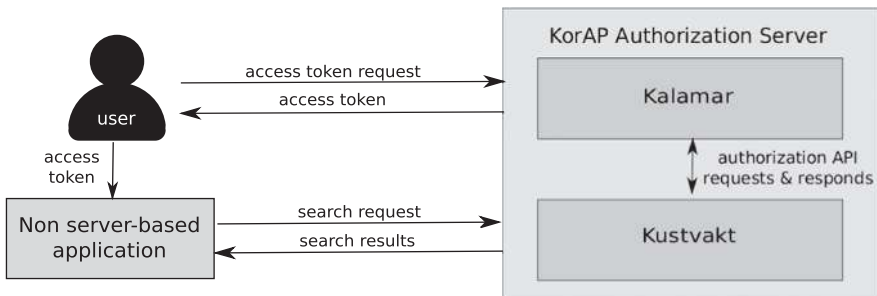 KorAP Authorization Server
access token request
Kalamar
access token
user
access
token
authorization API
requests & responds
Non server-based
application
search request
Kustvakt
search results